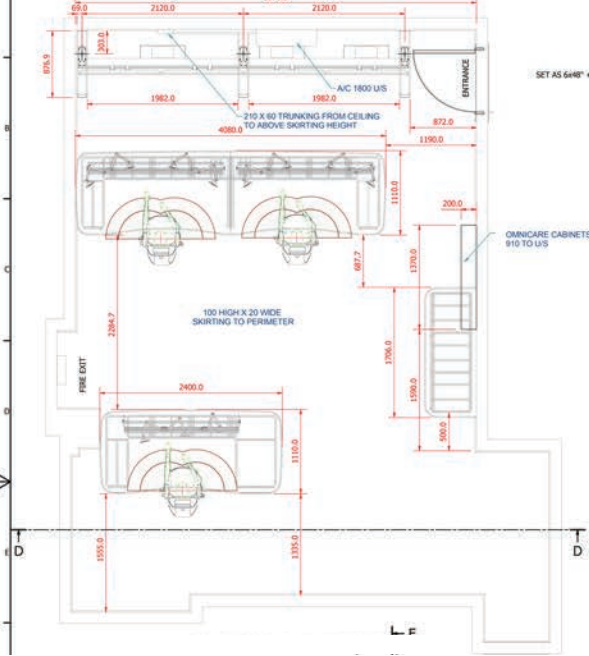 69.0
2120.0
2120.0
303.0
876.9
A/C 1800 U/S
ENTRANCE
SET AS 6x48"
1982.0
1982.0
210 X 60 TRUNKING FROM CEILING
TO ABOVE SKIRTING HEIGHT
872.0
B
4080.0
1190.0
1110.0
200.0
OMNICARE CABINETS
910 TO U/S
C
687.7
1370.0
100 HIGH X 20 WIDE
SKIRTING TO PERIMETER
2284.7
1706.0
FIRE EXIT
1590.0
D
2400.0
500.0
1110.0
E
D
D
1555.0
1335.0